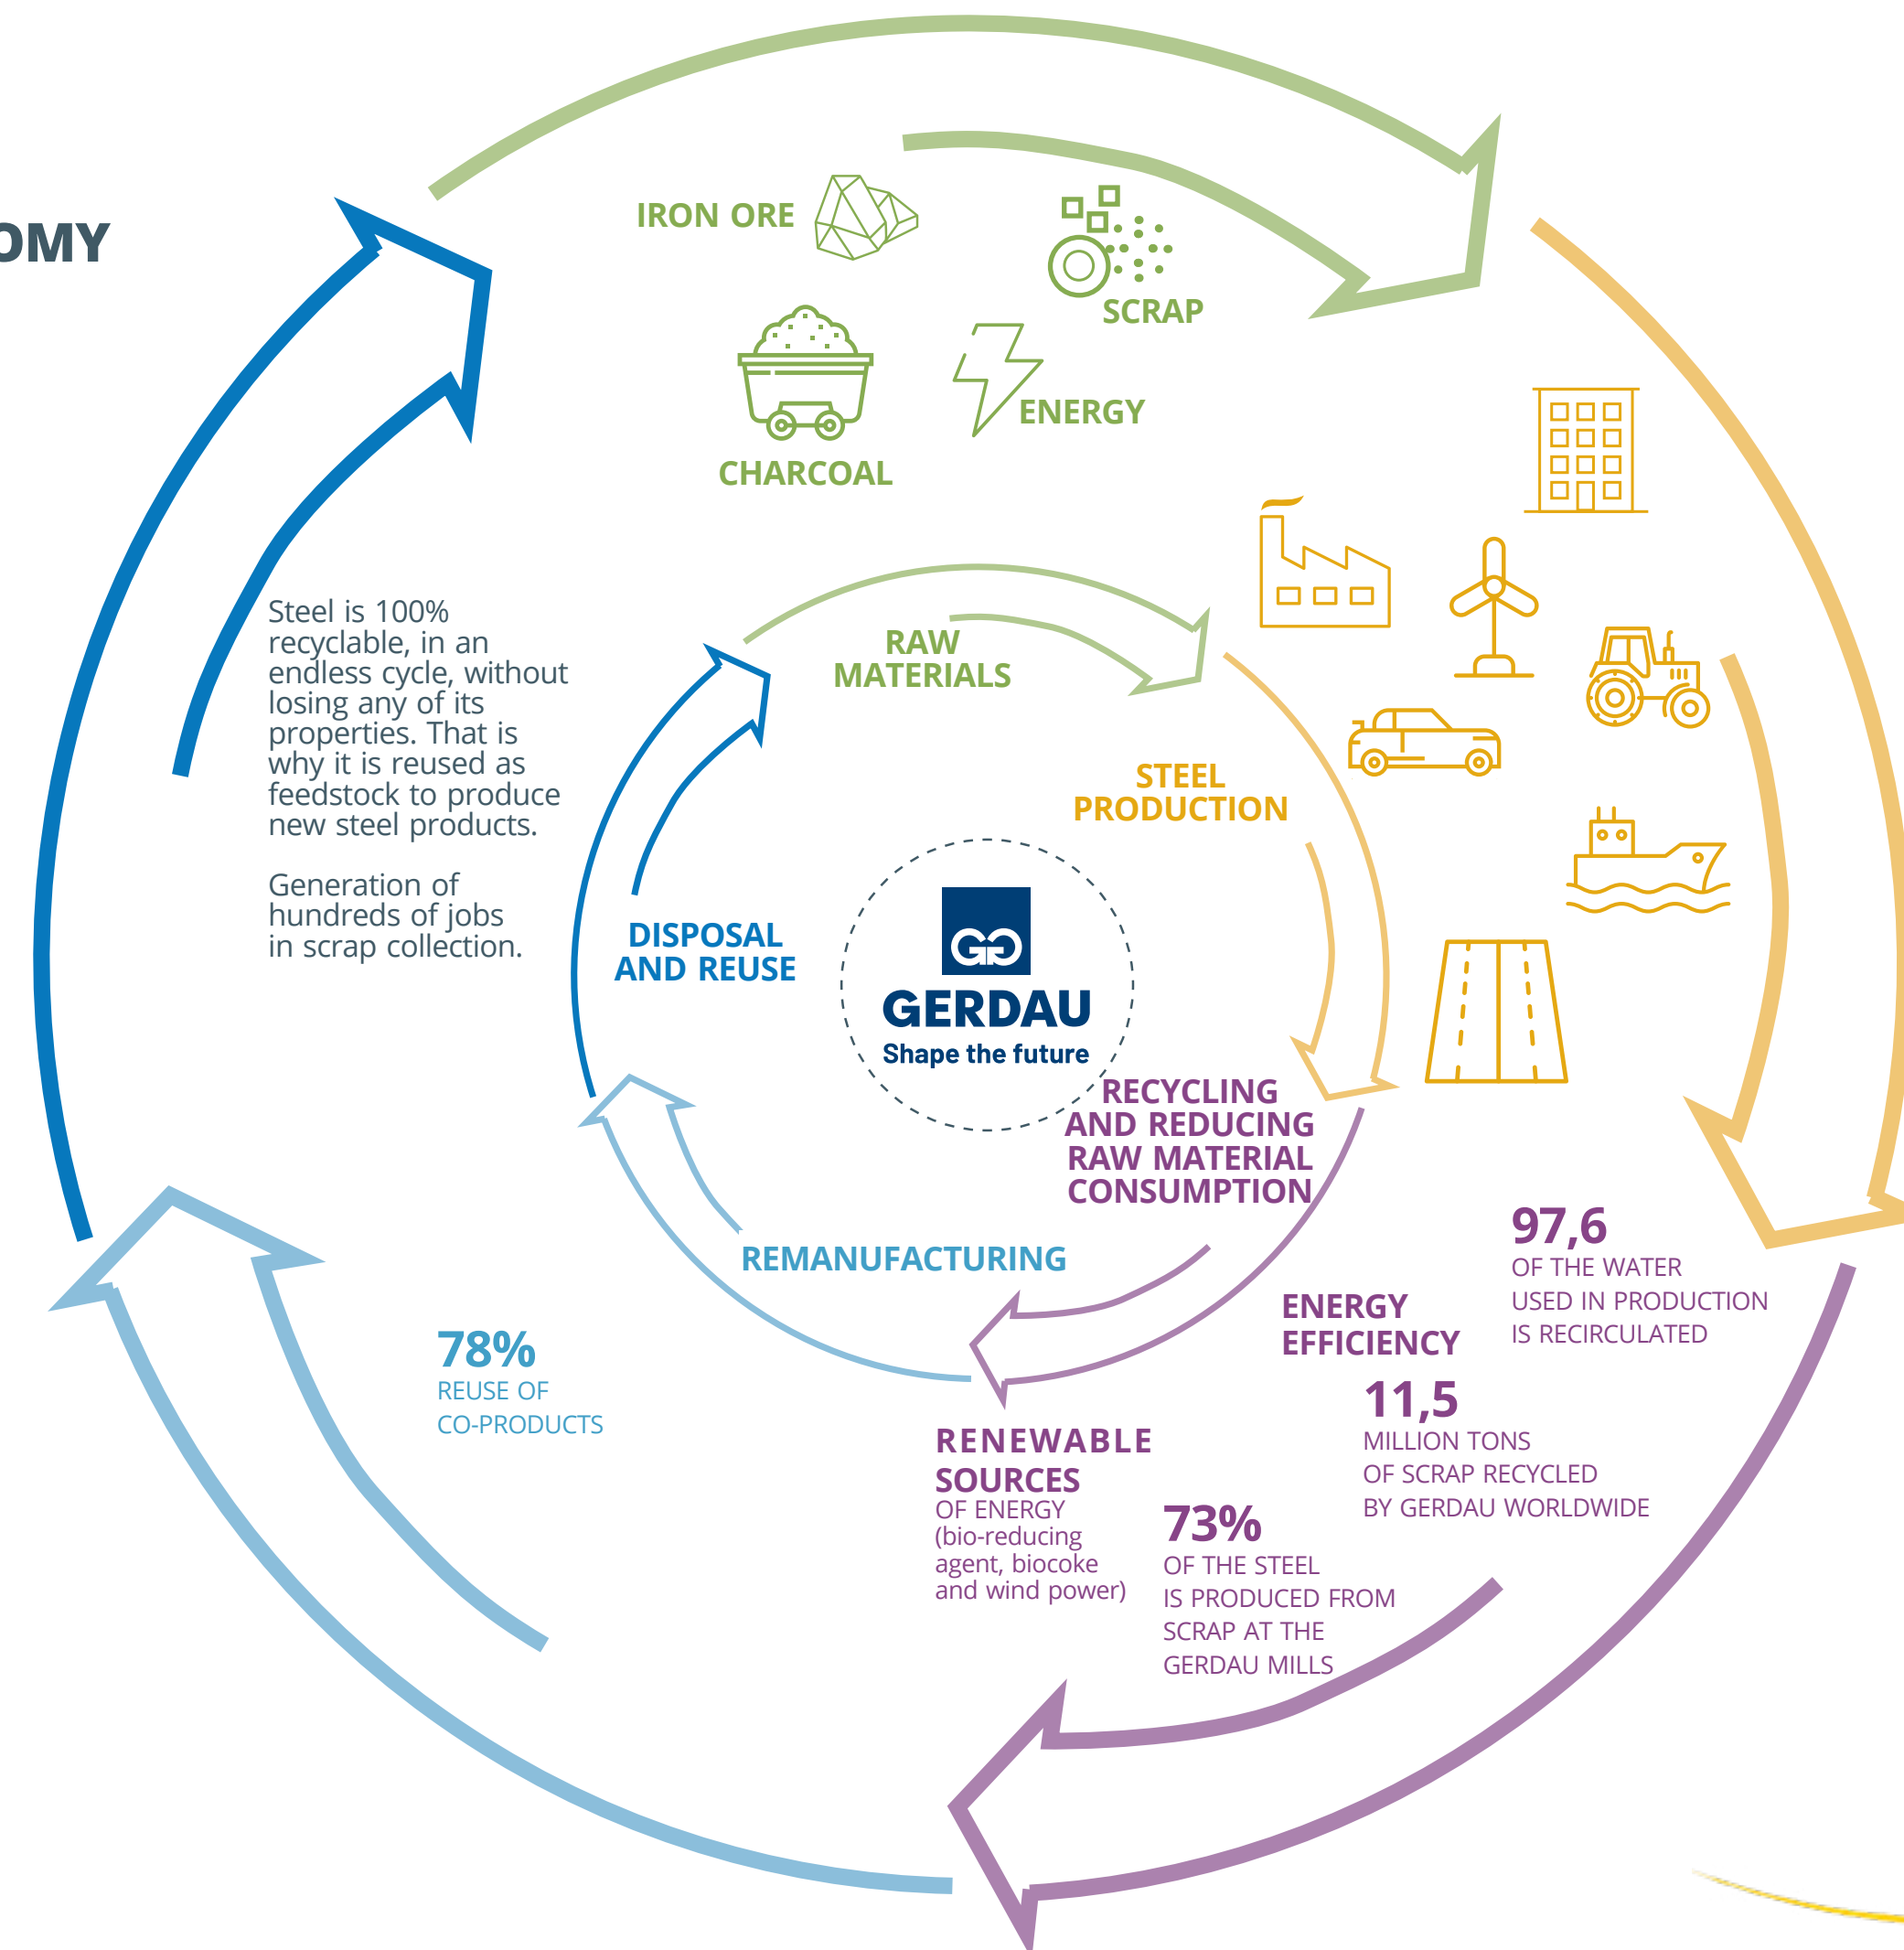 OMY
IRON ORE
SCRAP
ENERGY
CHARCOAL
Steel is 100%
recyclable, in an
endless cycle, without
losing any of its
properties. That is
why it is reused as
feedstock to produce
new steel products.
Generation of
hundreds of jobs
in scrap collection.
RAW
MATERIALS
STEEL
PRODUCTION
DISPOSAL
AND REUSE
GERDAU
Shape the future
RECYCLING
AND REDUCING
RAW MATERIAL
CONSUMPTION
REMANUFACTURING
97,6
OF THE WATER
USED IN PRODUCTION
IS RECIRCULATED
ENERGY
EFFICIENCY
78%
REUSE OF
CO-PRODUCTS
11,5
MILLION TONS
OF SCRAP RECYCLED
BY GERDAU WORLDWIDE
RENEWABLE
SOURCES
OF ENERGY
(bio-reducing
agent, biocoke
and wind power)
73%
OF THE STEEL
IS PRODUCED FROM
SCRAP AT THE
GERDAU MILLS